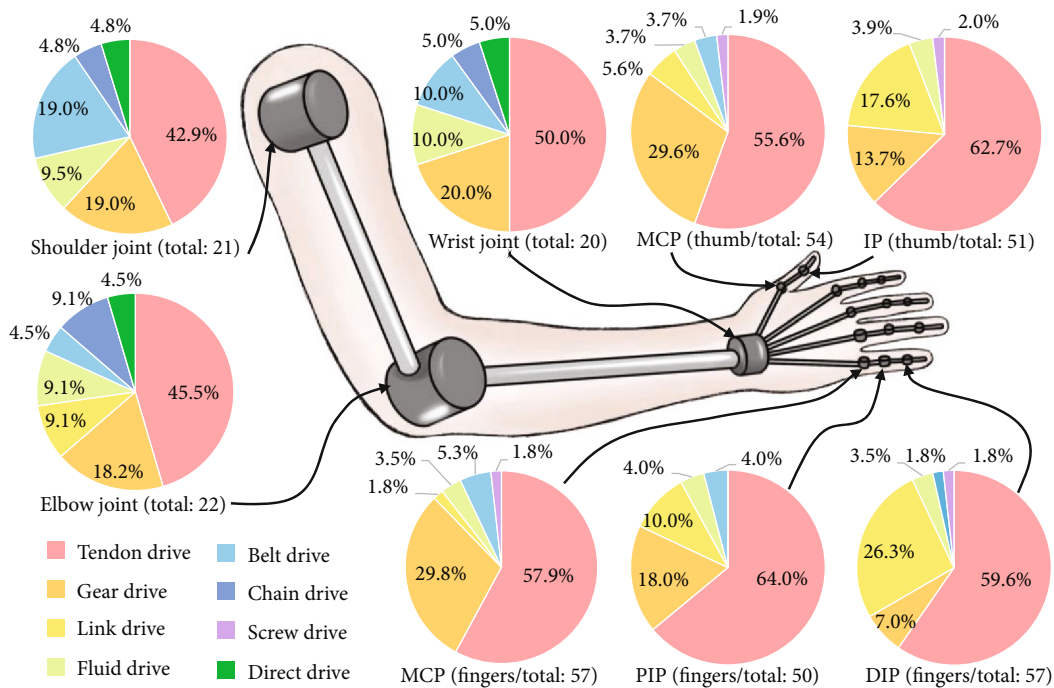 4.8%
4.8%
19.0%
42.9%
9.5%
19.0%
Shoulder joint (total: 21)
5.0%
5.0%
10.0%
10.0%
50.0%
20.0%
Wrist joint (total: 20)
3.7%
1.9%
3.7%
5.6%
29.6%
55.6%
MCP (thumb/total: 54)
2.0%
3.9%
17.6%
13.7%
62.7%
IP (thumb/total: 51)
4.5%
9.1%
4.5%
9.1%
9.1%
45.5%
18.2%
Elbow joint (total: 22)
Tendon drive
Gear drive
Link drive
Fluid drive
Belt drive
Chain drive
Screw drive
Direct drive
5.3%
1.8%
3.5%
1.8%
29.8%
57.9%
MCP (fingers/total: 57)
4.0%
4.0%
10.0%
18.0%
64.0%
PIP (fingers/total: 50)
1.8%
1.8%
3.5%
26.3%
59.6%
7.0%
DIP (fingers/total: 57)